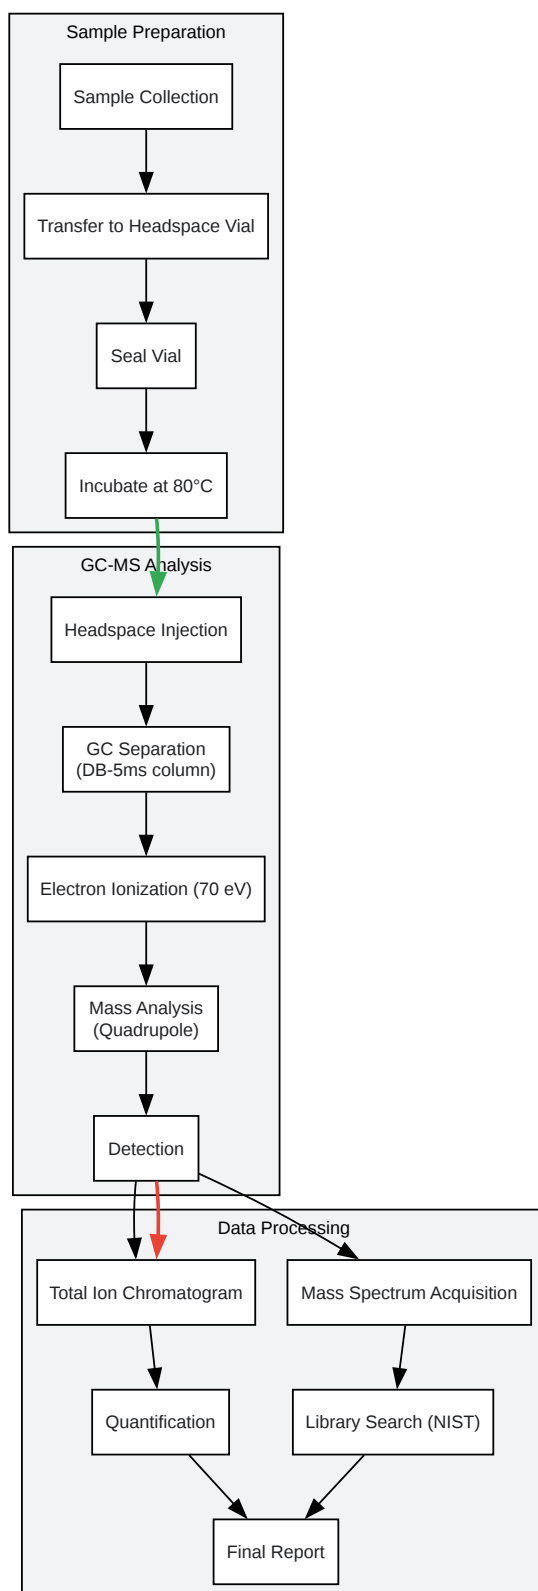 Sample Preparation
Sample Collection
Transfer to Headspace Vial
Seal Vial
Incubate at 80°C
GC-MS Analysis
Headspace Injection
GC Separation
(DB-5ms column)
Electron Ionization (70 eV)
Mass Analysis
(Quadrupole)
Detection
Data Processing
Total Ion Chromatogram
Mass Spectrum Acquisition
Quantification
Library Search (NIST)
Final Report